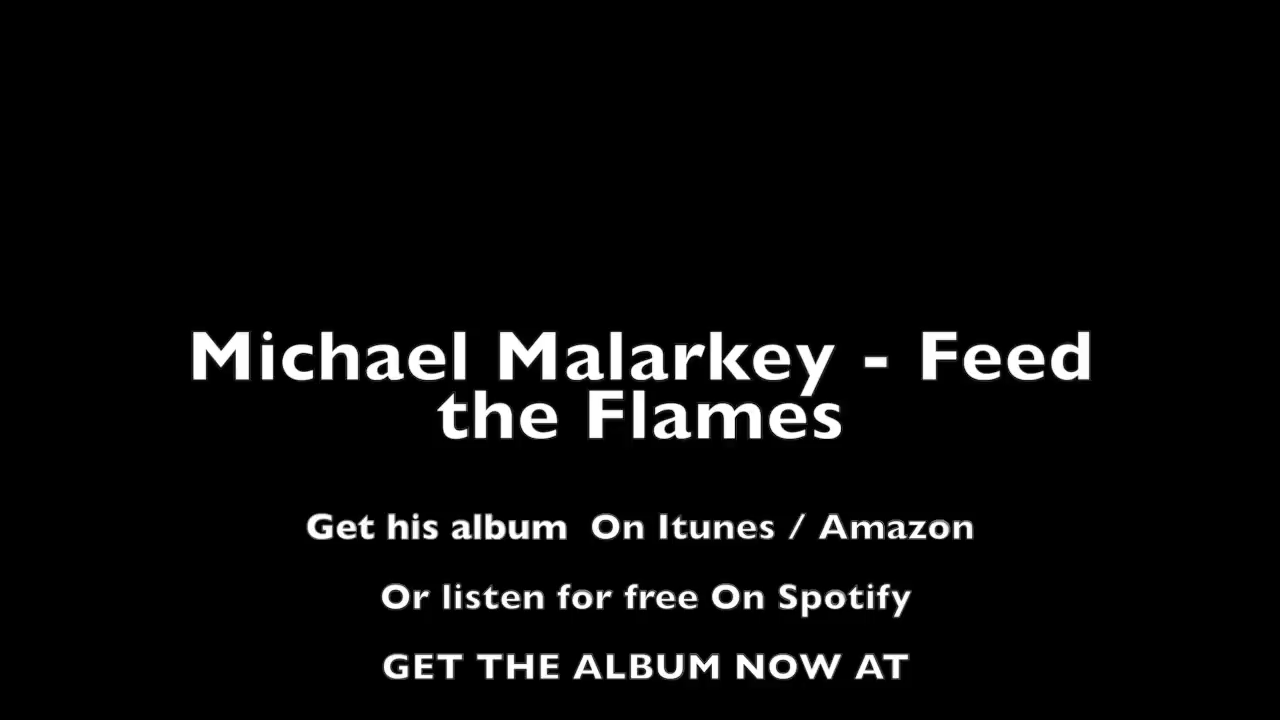 Michael Malarkey - Feed
the Flames
Get his album  On Itunes / Amazon
Or listen for free On Spotify
GET THE ALBUM NOW AT